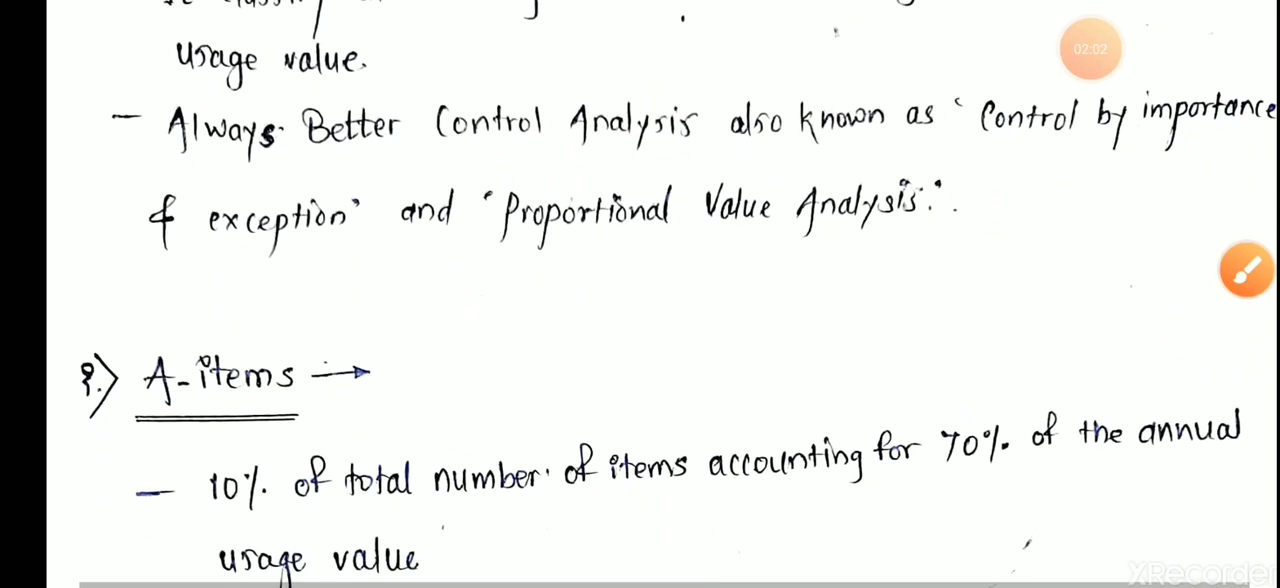 02:02
usage value.
- Always Better Control Analysis also known as ' Control by importance
& exception' and 'Proportional Value Analysis'.
A-items →
- 10% of total number of items accounting for 70% of the annual
usage value
XRecorder